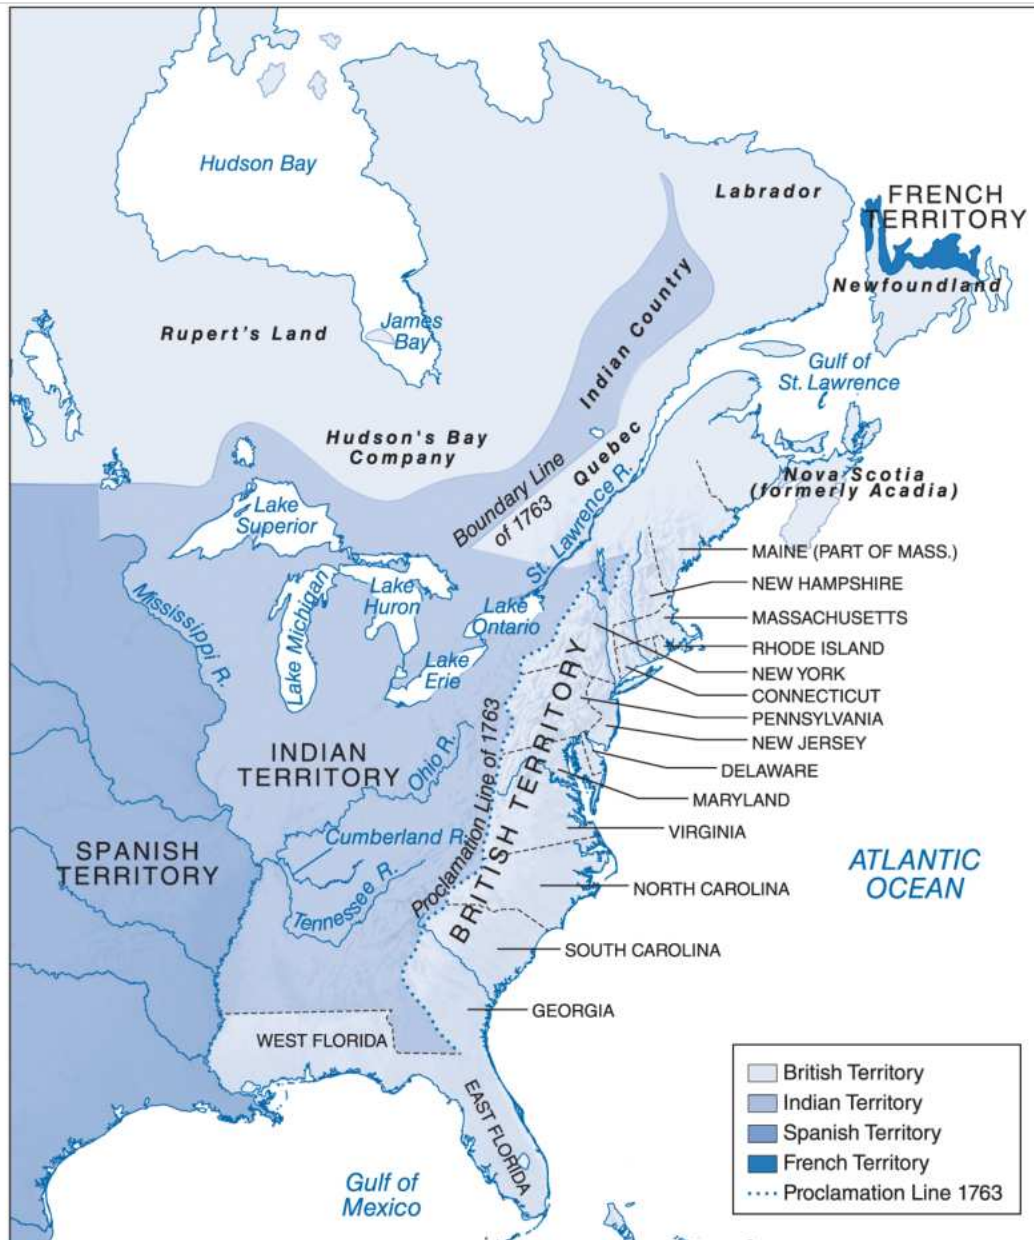 Hudson Bay
Labrador
FRENCH
TERRITORY
Newfoundland
Rupert's Land
James
Bay
Indian Country
Gulf of
St. Lawrence
Hudson's Bay
Company
Quebec
Boundary Line
of 1763
St. Lawrence R.
Nova Scotia
(formerly Acadia)
Lake
Superior
Mississippi R.
Lake Michigan
Lake
Huron
Lake
Ontario
Lake
Erie
MAINE (PART OF MASS.)
NEW HAMPSHIRE
MASSACHUSETTS
RHODE ISLAND
NEW YORK
CONNECTICUT
PENNSYLVANIA
NEW JERSEY
DELAWARE
MARYLAND
VIRGINIA
NORTH CAROLINA
SOUTH CAROLINA
GEORGIA
INDIAN
TERRITORY
Ohio R.
Proclamation Line of 1763
BRITISH TERRITORY
Cumberland R.
Tennessee R.
SPANISH
TERRITORY
ATLANTIC
OCEAN
WEST FLORIDA
EAST FLORIDA
Gulf of
Mexico
British Territory
Indian Territory
Spanish Territory
French Territory
Proclamation Line 1763